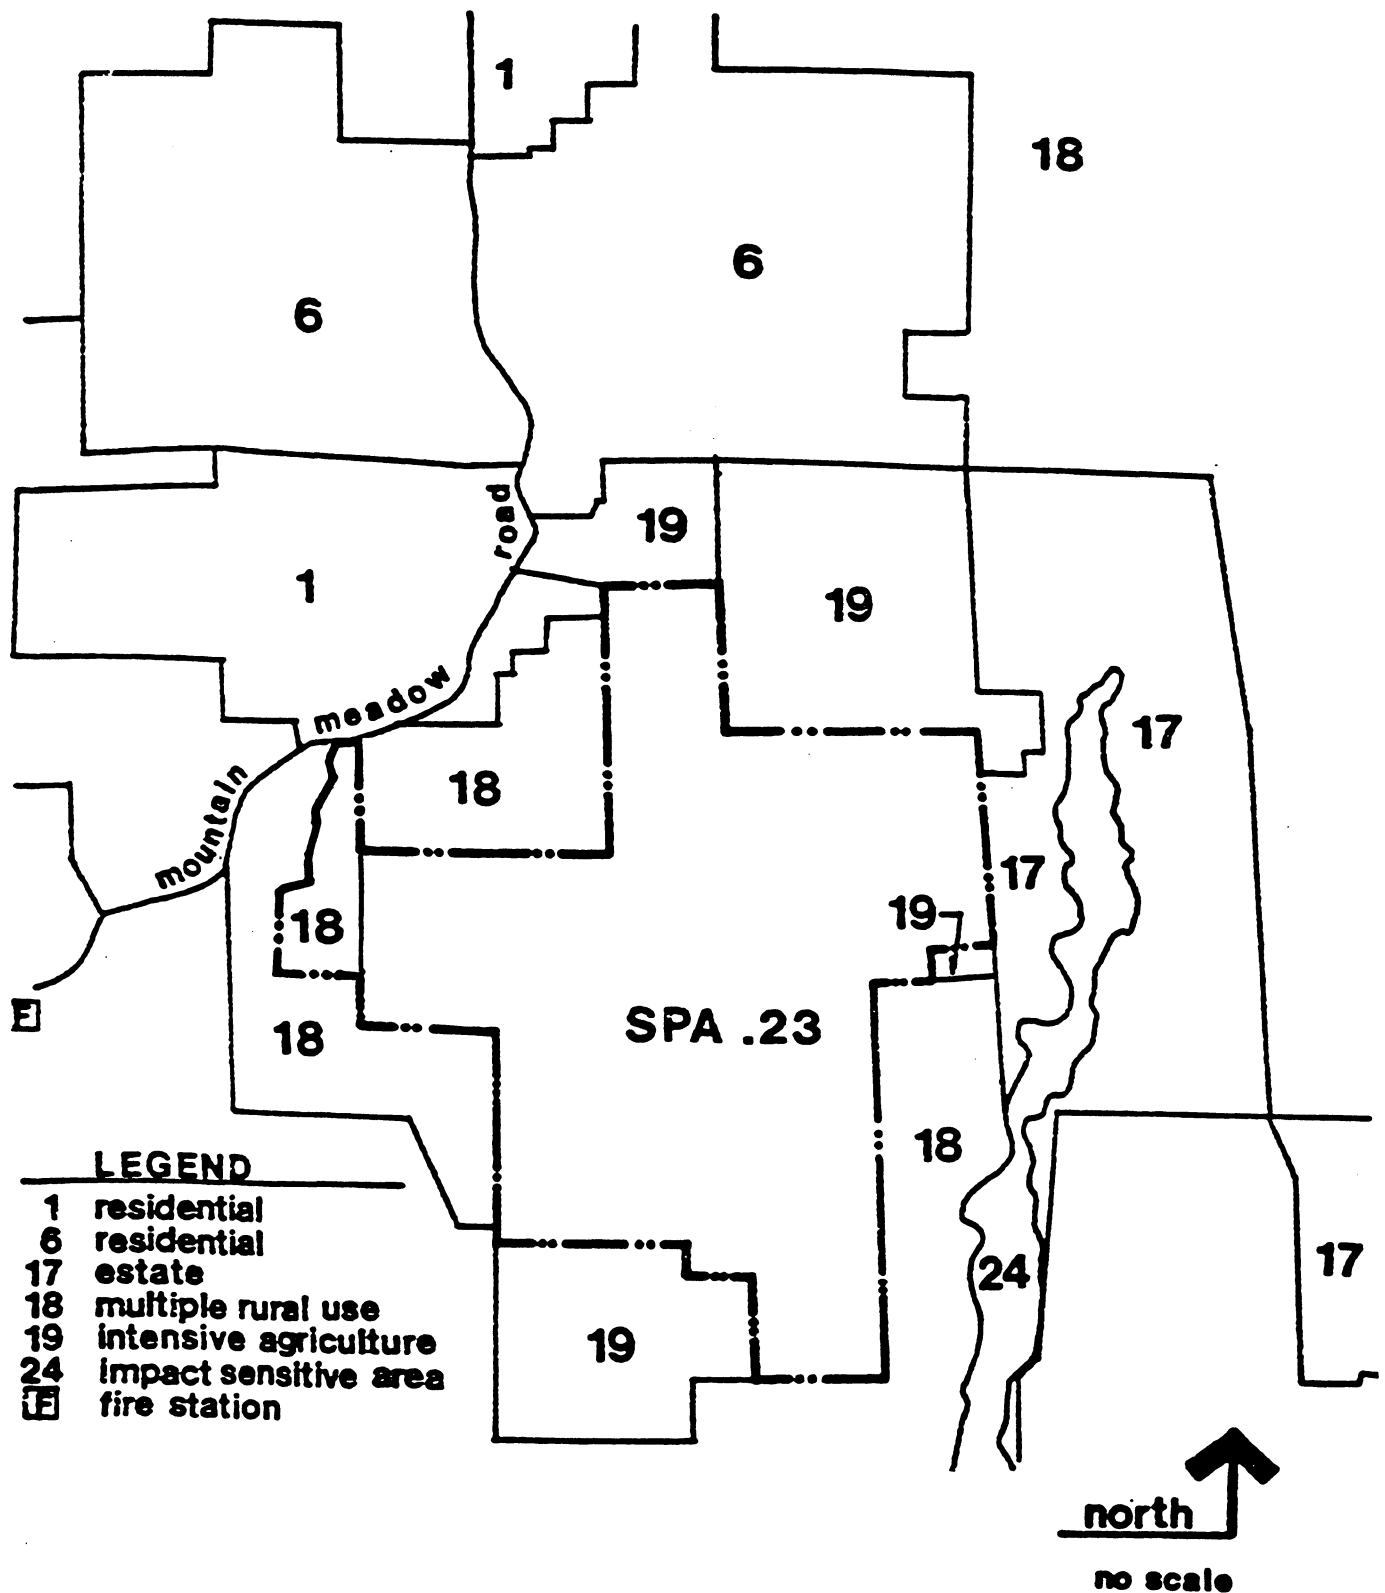 1
18
6
6
road
19
1
19
meadow
17
18
mountain
17
19
18
SPA .23
18
18
24
17
19
LEGEND
1 residential
6 residential
17 estate
18 multiple rural use
19 intensive agriculture
24 impact sensitive area
F fire station
F
north
no scale